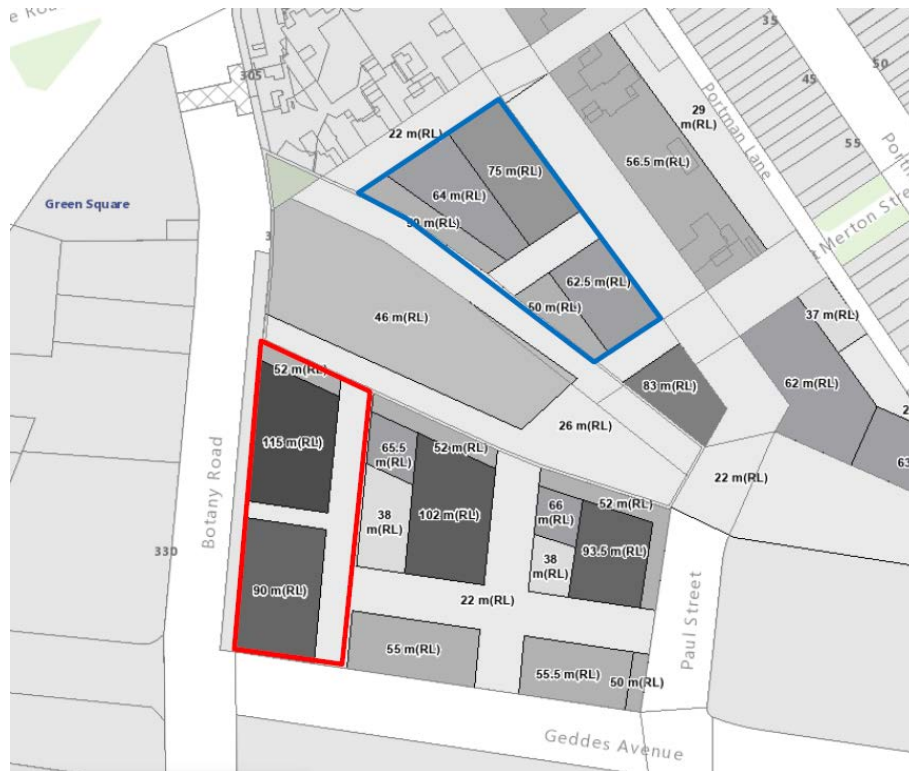 305
35
50
45
55
Portman Lane
29
m(RL)
22 m(RL)
56.5 m(RL)
75 m(RL)
64 m(RL)
Merton Street
Green Square
62.5 m(RL)
50 m(RL)
37 m(RL)
46 m(RL)
52 m(RL)
83 m(RL)
62 m(RL)
26 m(RL)
115 m(RL)
65.5
m(RL)
52 m(RL)
22 m(RL)
52 m(RL)
38
m(RL)
102 m(RL)
66
m(RL)
93.5 m(RL)
Botany Road
330
38
m(RL)
90 m(RL)
22 m(RL)
Paul Street
55 m(RL)
55.5 m(RL)
50 m(RL)
Geddes Avenue